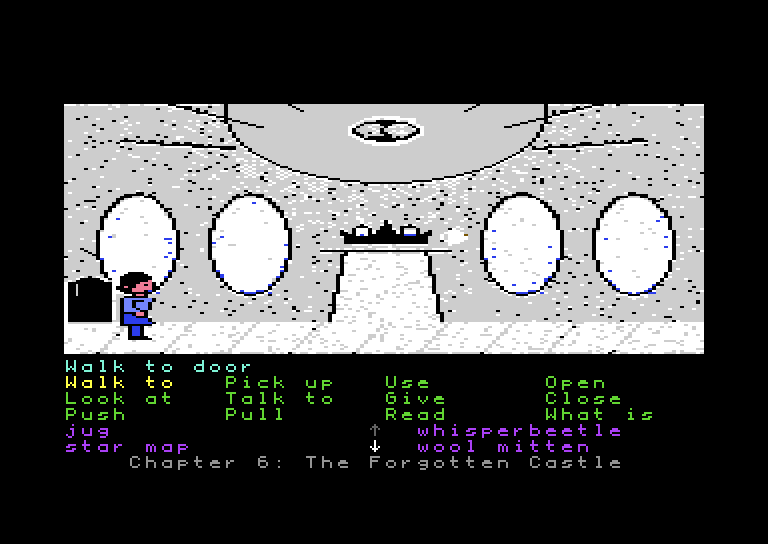 Walk to door
Walk to Pick up Use Open
Look at Talk to Give Close
Push Pull Read What is
jug ↑ whisperbeetle
star map ↓ wool mitten
Chapter 6: The Forgotten Castle